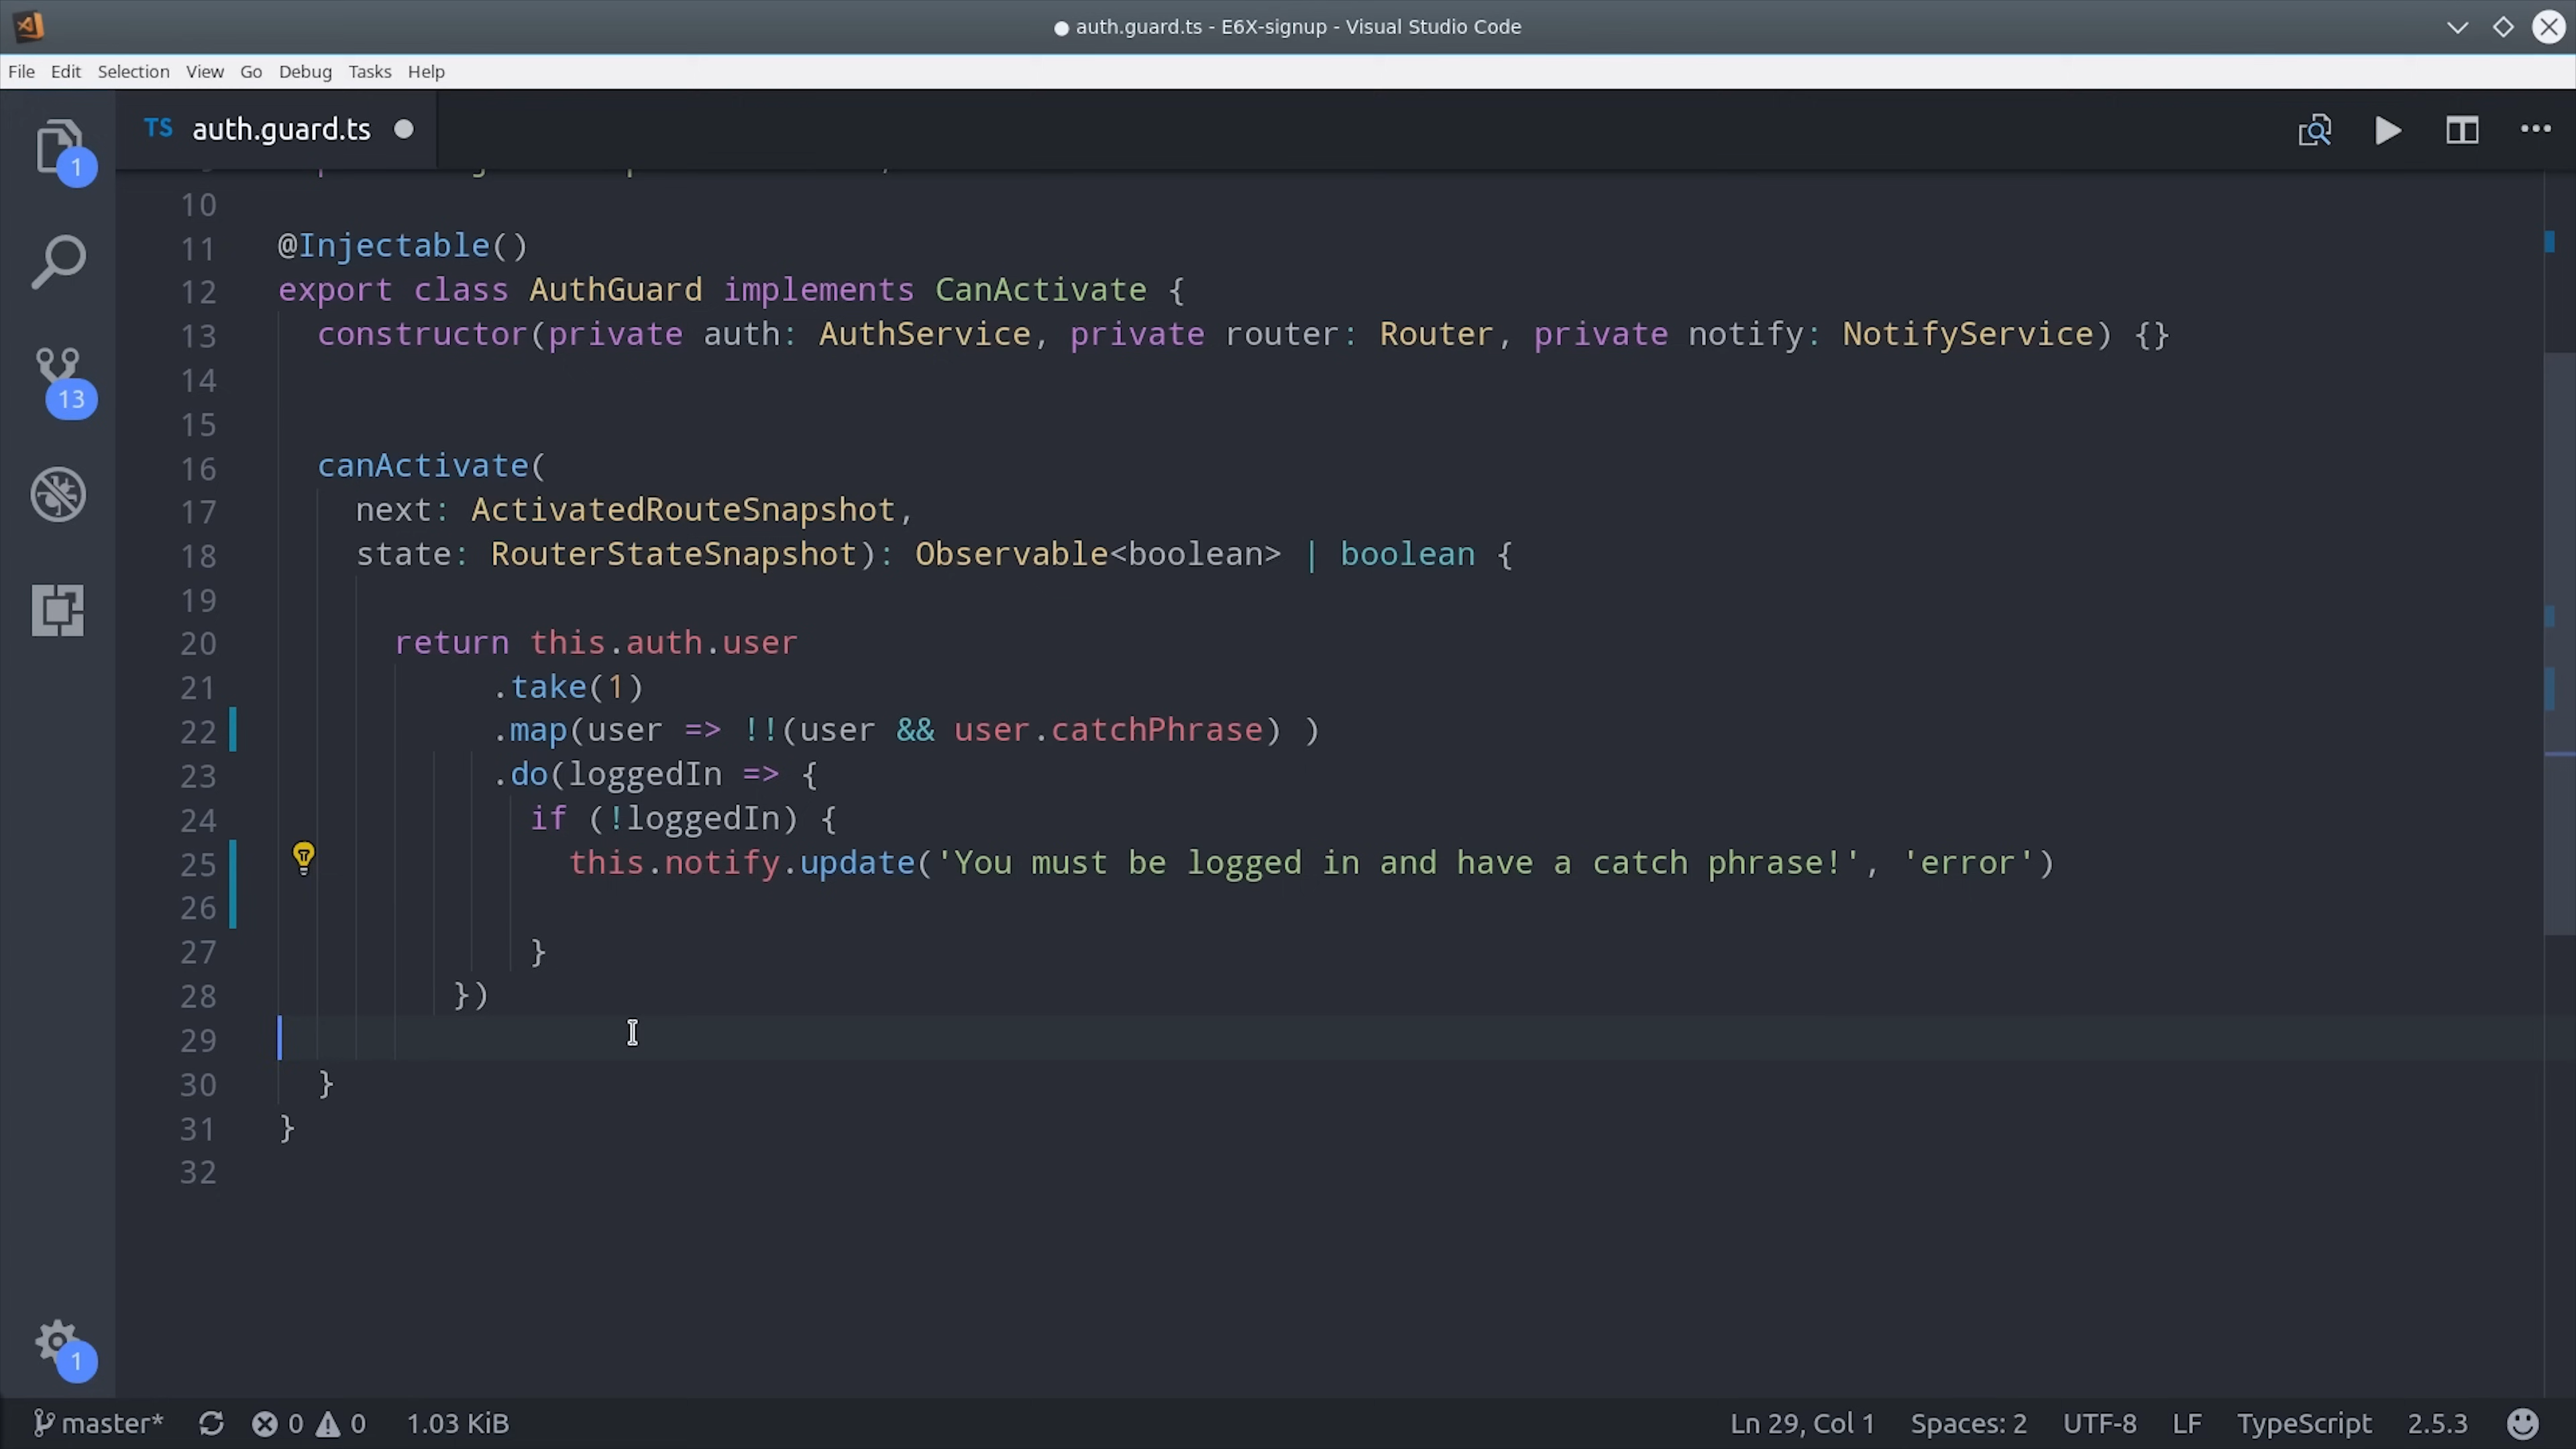 ● auth.guard.ts - E6X-signup - Visual Studio Code
File Edit Selection View Go Debug Tasks Help
TS auth.guard.ts ●
1
13
1
10
11 @Injectable()
12 export class AuthGuard implements CanActivate {
13 constructor(private auth: AuthService, private router: Router, private notify: NotifyService) {}
14
15
16 canActivate(
17 next: ActivatedRouteSnapshot,
18 state: RouterStateSnapshot): Observable<boolean> | boolean {
19
20 return this.auth.user
21 .take(1)
22 .map(user => !!(user && user.catchPhrase) )
23 .do(loggedIn => {
24 if (!loggedIn) {
25 this.notify.update('You must be logged in and have a catch phrase!', 'error')
26
27 }
28 })
29
30 }
31 }
32
master* 0 0 1.03 KiB Ln 29, Col 1 Spaces: 2 UTF-8 LF TypeScript 2.5.3